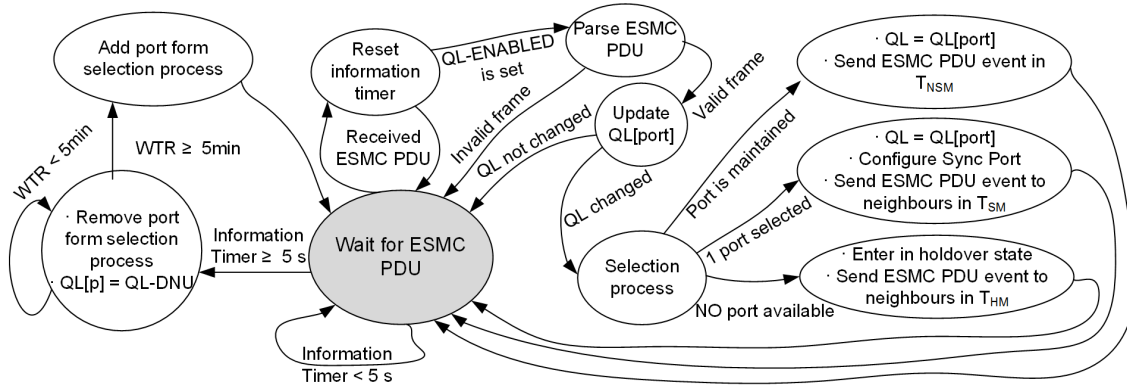 Add port form
selection process
WTR < 5min
WTR ≥ 5min
· Remove port
form selection
process
· QL[p] = QL-DNU
Information
Timer ≥ 5 s
Reset
information
timer
Received
ESMC PDU
QL-ENABLED
is set
Parse ESMC
PDU
Invalid frame
Valid frame
Update
QL[port]
QL not changed
QL changed
Wait for ESMC
PDU
Information
Timer < 5 s
Selection
process
Port is maintained
1 port selected
NO port available
· QL = QL[port]
· Send ESMC PDU event in
TNSM
· QL = QL[port]
· Configure Sync Port
· Send ESMC PDU event to
neighbours in TSM
· Enter in holdover state
· Send ESMC PDU event to
neighbours in THM